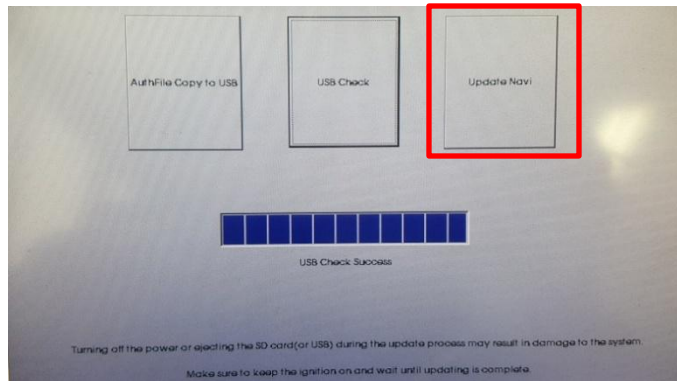 AuthFile Copy to USB
USB Check
Update Navi
USB Check Success
Turning off the power or ejecting the SD card(or USB) during the update process may result in damage to the system.
Make sure to keep the ignition on and wait until updating is complete.